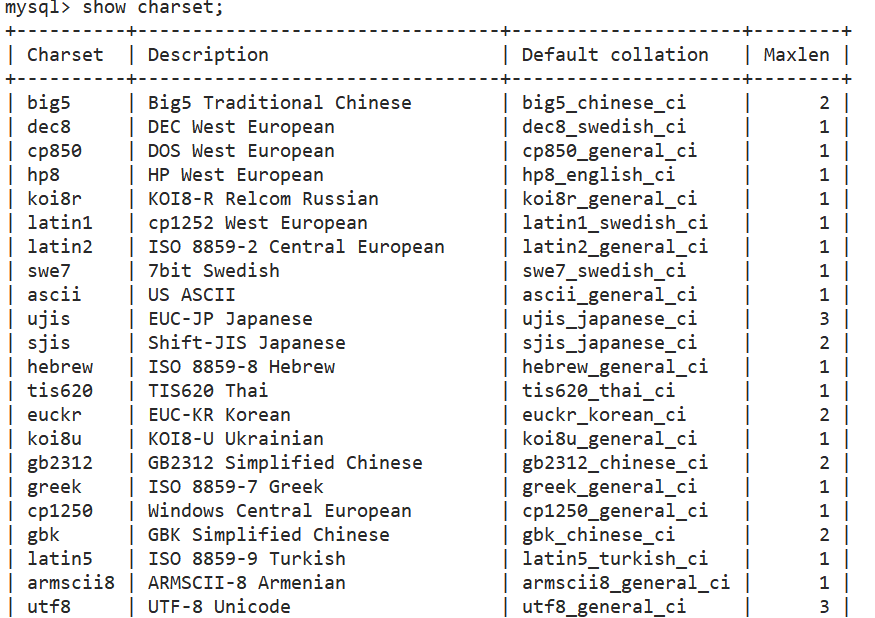 mysql> show charset;
+----------+---------------------------------+---------------------+--------+
| Charset  | Description                     | Default collation   | Maxlen |
+----------+---------------------------------+---------------------+--------+
| big5     | Big5 Traditional Chinese        | big5_chinese_ci     |      2 |
| dec8     | DEC West European               | dec8_swedish_ci     |      1 |
| cp850    | DOS West European               | cp850_general_ci    |      1 |
| hp8      | HP West European                | hp8_english_ci      |      1 |
| koi8r    | KOI8-R Relcom Russian           | koi8r_general_ci    |      1 |
| latin1   | cp1252 West European            | latin1_swedish_ci   |      1 |
| latin2   | ISO 8859-2 Central European     | latin2_general_ci   |      1 |
| swe7     | 7bit Swedish                    | swe7_swedish_ci     |      1 |
| ascii    | US ASCII                        | ascii_general_ci    |      1 |
| ujis     | EUC-JP Japanese                 | ujis_japanese_ci    |      3 |
| sjis     | Shift-JIS Japanese              | sjis_japanese_ci    |      2 |
| hebrew   | ISO 8859-8 Hebrew               | hebrew_general_ci   |      1 |
| tis620   | TIS620 Thai                     | tis620_thai_ci      |      1 |
| euckr    | EUC-KR Korean                   | euckr_korean_ci     |      2 |
| koi8u    | KOI8-U Ukrainian                | koi8u_general_ci    |      1 |
| gb2312   | GB2312 Simplified Chinese       | gb2312_chinese_ci   |      2 |
| greek    | ISO 8859-7 Greek                | greek_general_ci    |      1 |
| cp1250   | Windows Central European        | cp1250_general_ci   |      1 |
| gbk      | GBK Simplified Chinese          | gbk_chinese_ci      |      2 |
| latin5   | ISO 8859-9 Turkish              | latin5_turkish_ci   |      1 |
| armscii8 | ARMSCII-8 Armenian              | armscii8_general_ci |      1 |
| utf8     | UTF-8 Unicode                   | utf8_general_ci     |      3 |